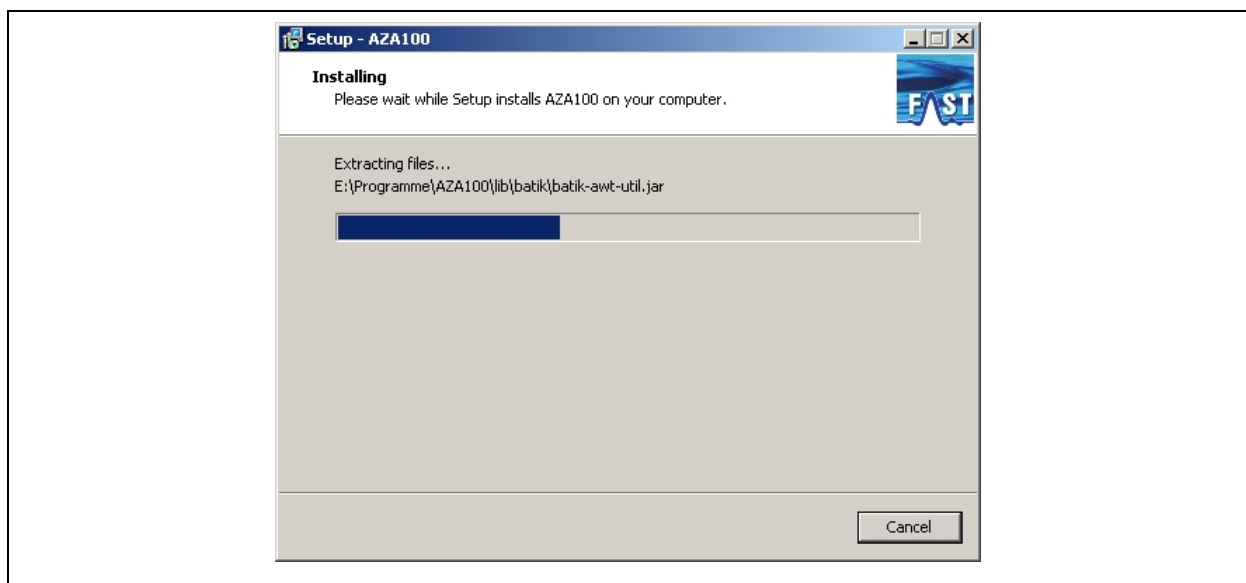 Setup - AZA100
Installing
Please wait while Setup installs AZA100 on your computer.
FAST
Extracting files...
E:\Programme\AZA100\lib\batik\batik-awt-util.jar
Cancel